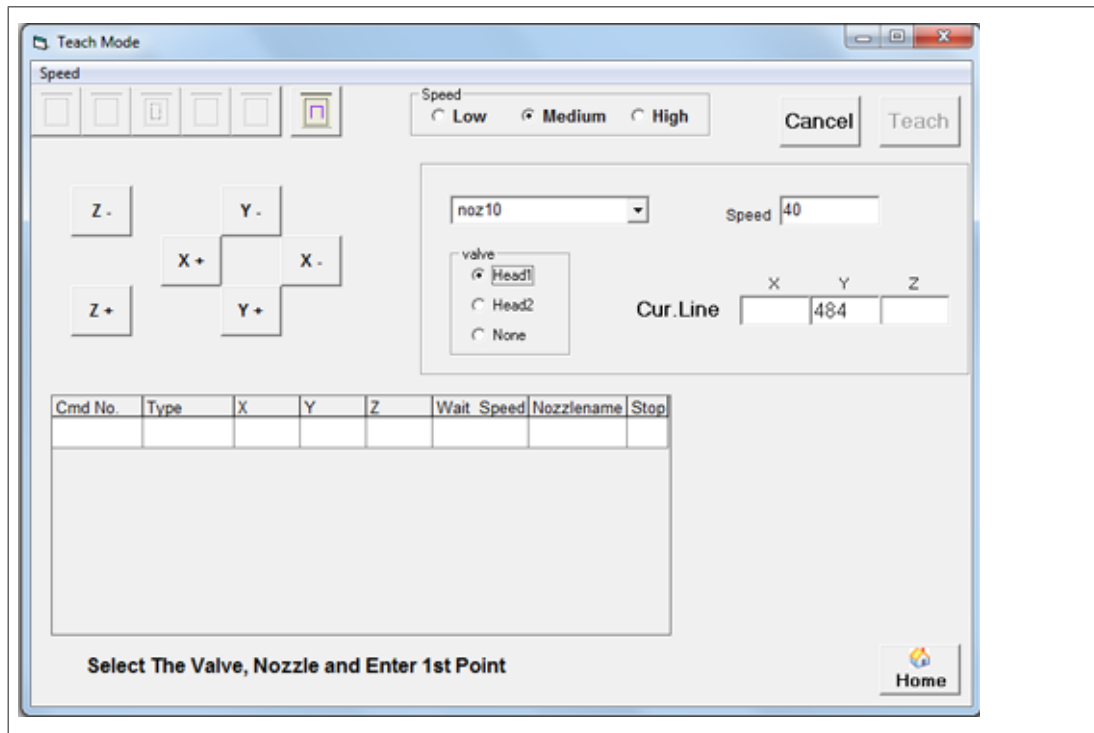 Teach Mode
Speed
Speed
Low Medium High
Cancel Teach
Z - Y -
noz10
Speed 40
X + X -
valve
Head1
Head2
None
X Y Z
Cur.Line 484
Z + Y +
Cmd No. Type X Y Z Wait Speed Nozzlename Stop
Select The Valve, Nozzle and Enter 1st Point
Home